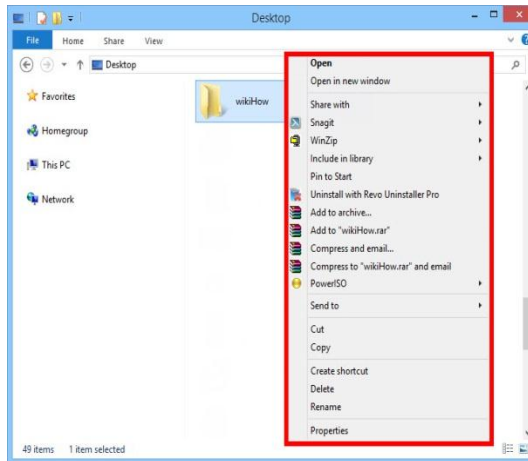 Desktop
File Home Share View
Desktop
Favorites
Homegroup
This PC
Network
wikiHow
Open
Open in new window
Share with
Snagit
WinZip
Include in library
Pin to Start
Uninstall with Revo Uninstaller Pro
Add to archive...
Add to "wikiHow.rar"
Compress and email...
Compress to "wikiHow.rar" and email
PowerISO
Send to
Cut
Copy
Create shortcut
Delete
Rename
Properties
49 items 1 item selected